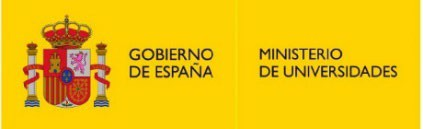 GOBIERNO
DE ESPAÑA
MINISTERIO
DE UNIVERSIDADES